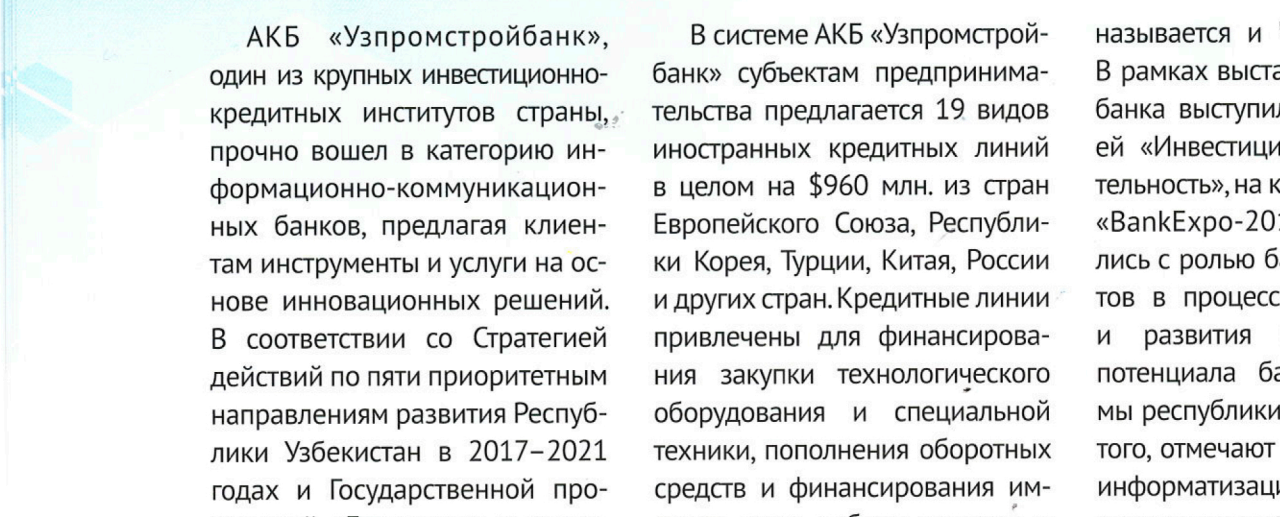 АКБ «Узпромстройбанк»,
один из крупных инвестиционно-
кредитных институтов страны,
прочно вошел в категорию ин-
формационно-коммуникацион-
ных банков, предлагая клиен-
там инструменты и услуги на ос-
нове инновационных решений.
В соответствии со Стратегией
действий по пяти приоритетным
направлениям развития Респуб-
лики Узбекистан в 2017–2021
годах и Государственной про-
В системе АКБ «Узпромстрой-
банк» субъектам предпринима-
тельства предлагается 19 видов
иностранных кредитных линий
в целом на $960 млн. из стран
Европейского Союза, Республи-
ки Корея, Турции, Китая, России
и других стран. Кредитные линии
привлечены для финансирова-
ния закупки технологического
оборудования и специальной
техники, пополнения оборотных
средств и финансирования им-
называется и
В рамках выста
банка выступил
ей «Инвестици
тельность», на к
«BankExpo-201
лись с ролью ба
тов в процесс
и развития
потенциала ба
мы республики
того, отмечают
информатизаци